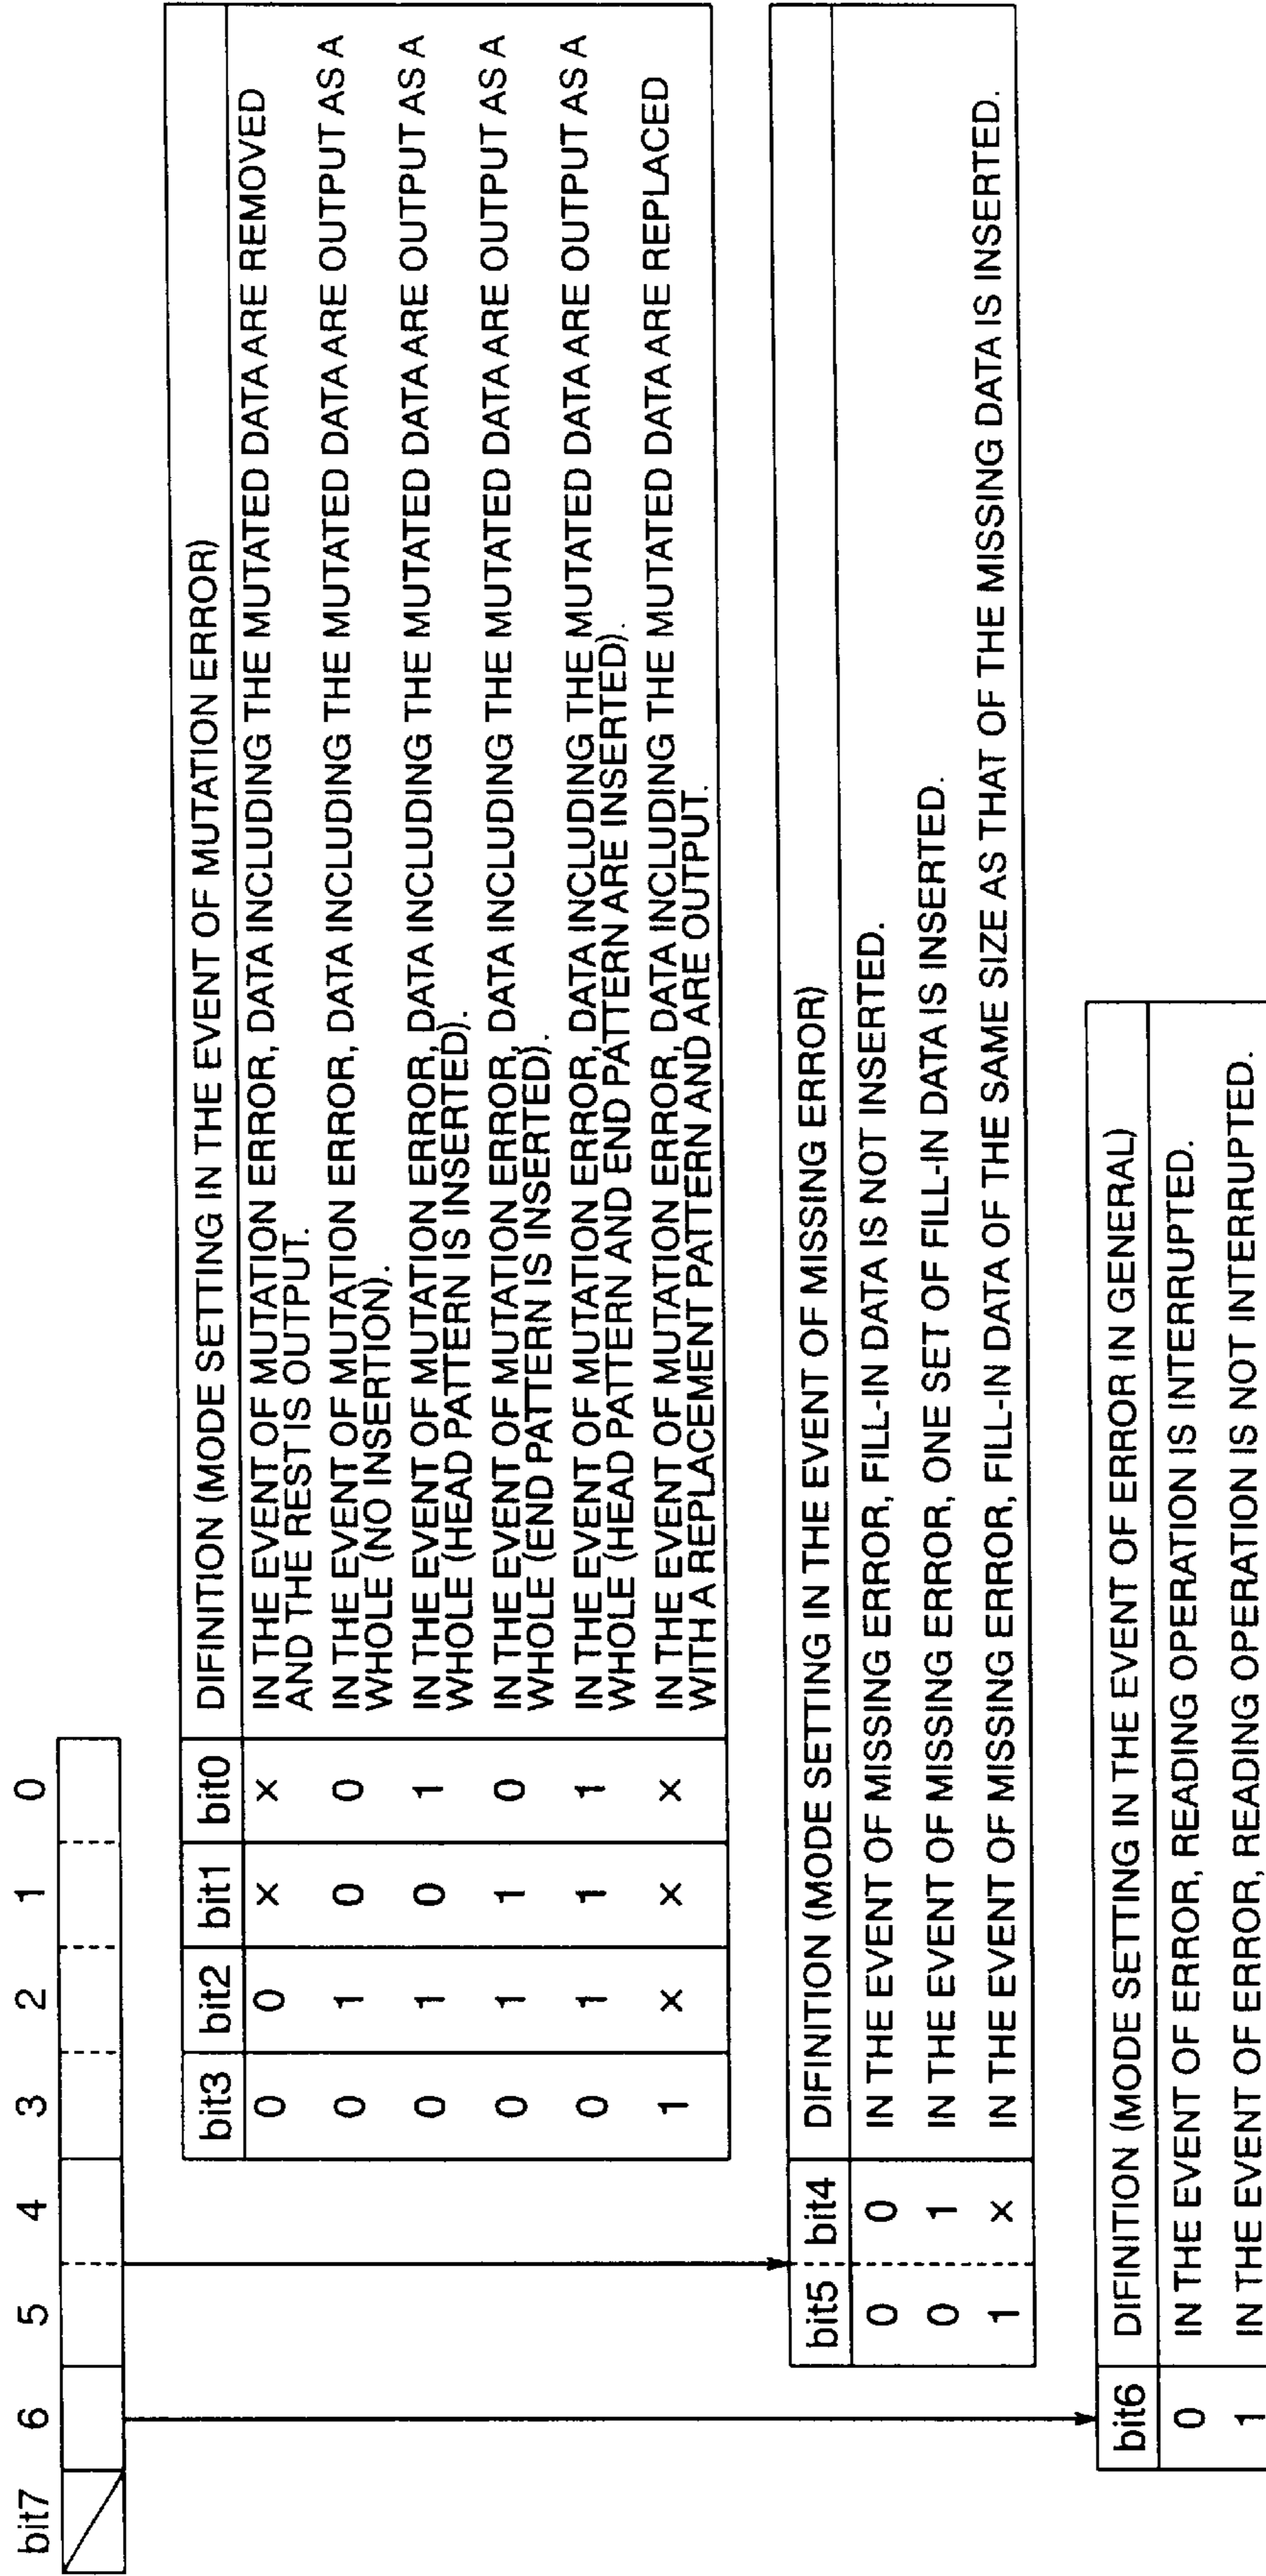 bit7 6 5 4 3 2 1 0
bit3 bit2 bit1 bit0 DIFINITION (MODE SETTING IN THE EVENT OF MUTATION ERROR)
0 0 × × IN THE EVENT OF MUTATION ERROR, DATA INCLUDING THE MUTATED DATA ARE REMOVED
AND THE REST IS OUTPUT.
0 1 0 0 IN THE EVENT OF MUTATION ERROR, DATA INCLUDING THE MUTATED DATA ARE OUTPUT AS A
WHOLE (NO INSERTION).
0 1 0 1 IN THE EVENT OF MUTATION ERROR, DATA INCLUDING THE MUTATED DATA ARE OUTPUT AS A
WHOLE (HEAD PATTERN IS INSERTED).
0 1 1 0 IN THE EVENT OF MUTATION ERROR, DATA INCLUDING THE MUTATED DATA ARE OUTPUT AS A
WHOLE (END PATTERN IS INSERTED).
0 1 1 1 IN THE EVENT OF MUTATION ERROR, DATA INCLUDING THE MUTATED DATA ARE OUTPUT AS A
WHOLE (HEAD PATTERN AND END PATTERN ARE INSERTED).
1 × × × IN THE EVENT OF MUTATION ERROR, DATA INCLUDING THE MUTATED DATA ARE REPLACED
WITH A REPLACEMENT PATTERN AND ARE OUTPUT.
bit5 bit4 DIFINITION (MODE SETTING IN THE EVENT OF MISSING ERROR)
0 0 IN THE EVENT OF MISSING ERROR, FILL-IN DATA IS NOT INSERTED.
0 1 IN THE EVENT OF MISSING ERROR, ONE SET OF FILL-IN DATA IS INSERTED.
1 × IN THE EVENT OF MISSING ERROR, FILL-IN DATA OF THE SAME SIZE AS THAT OF THE MISSING DATA IS INSERTED.
bit6 DIFINITION (MODE SETTING IN THE EVENT OF ERROR IN GENERAL)
0 IN THE EVENT OF ERROR, READING OPERATION IS INTERRUPTED.
1 IN THE EVENT OF ERROR, READING OPERATION IS NOT INTERRUPTED.